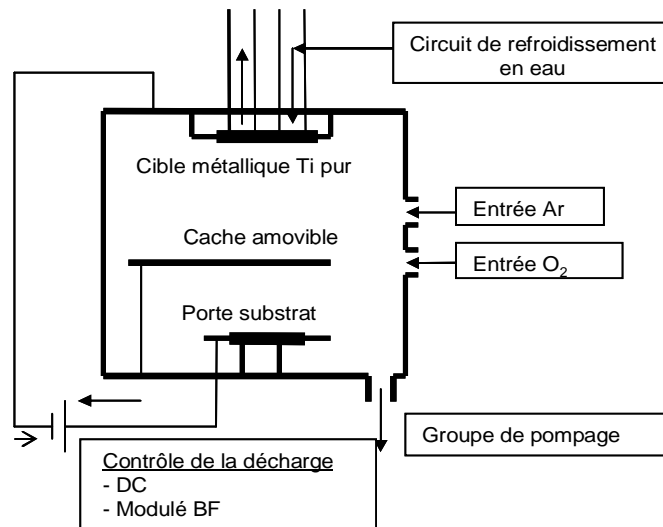 Circuit de refroidissement
en eau
Cible métallique Ti pur
Entrée Ar
Cache amovible
Entrée O₂
Porte substrat
Groupe de pompage
Contrôle de la décharge
- DC
- Modulé BF